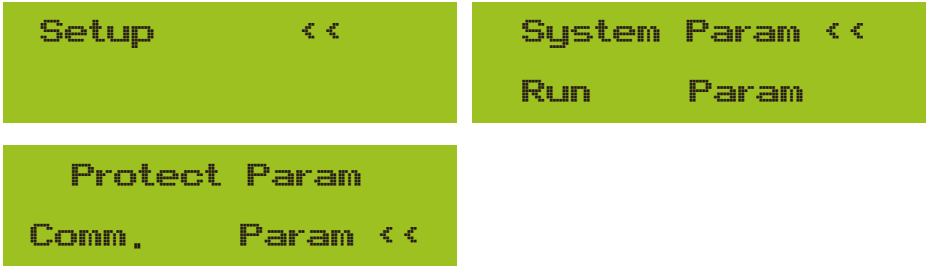 Setup <<
System Param <<
Run Param
Protect Param
Comm. Param <<